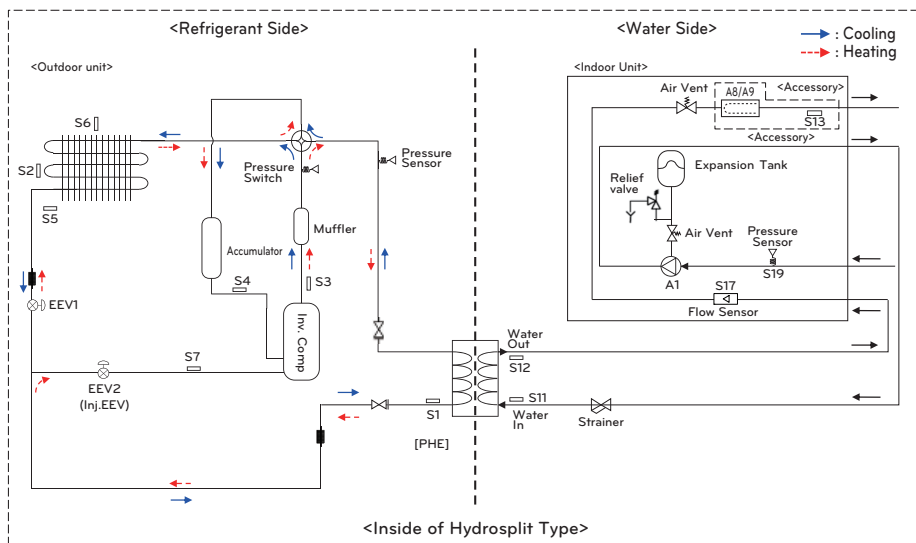 <Refrigerant Side>
<Water Side>
: Cooling
: Heating
<Outdoor unit>
<Indoor Unit>
Air Vent
A8/A9
<Accessory>
S13
<Accessory>
S6
S2
S5
Pressure
Switch
Pressure
Sensor
Expansion Tank
Relief
valve
Air Vent
Pressure
Sensor
S19
A1
S17
Flow Sensor
Muffler
Accumulator
S4
S3
EEV1
Inv. Comp
S7
EEV2
(Inj.EEV)
Water
Out
S12
S1
S11
Water
In
Strainer
[PHE]
<Inside of Hydrosplit Type>